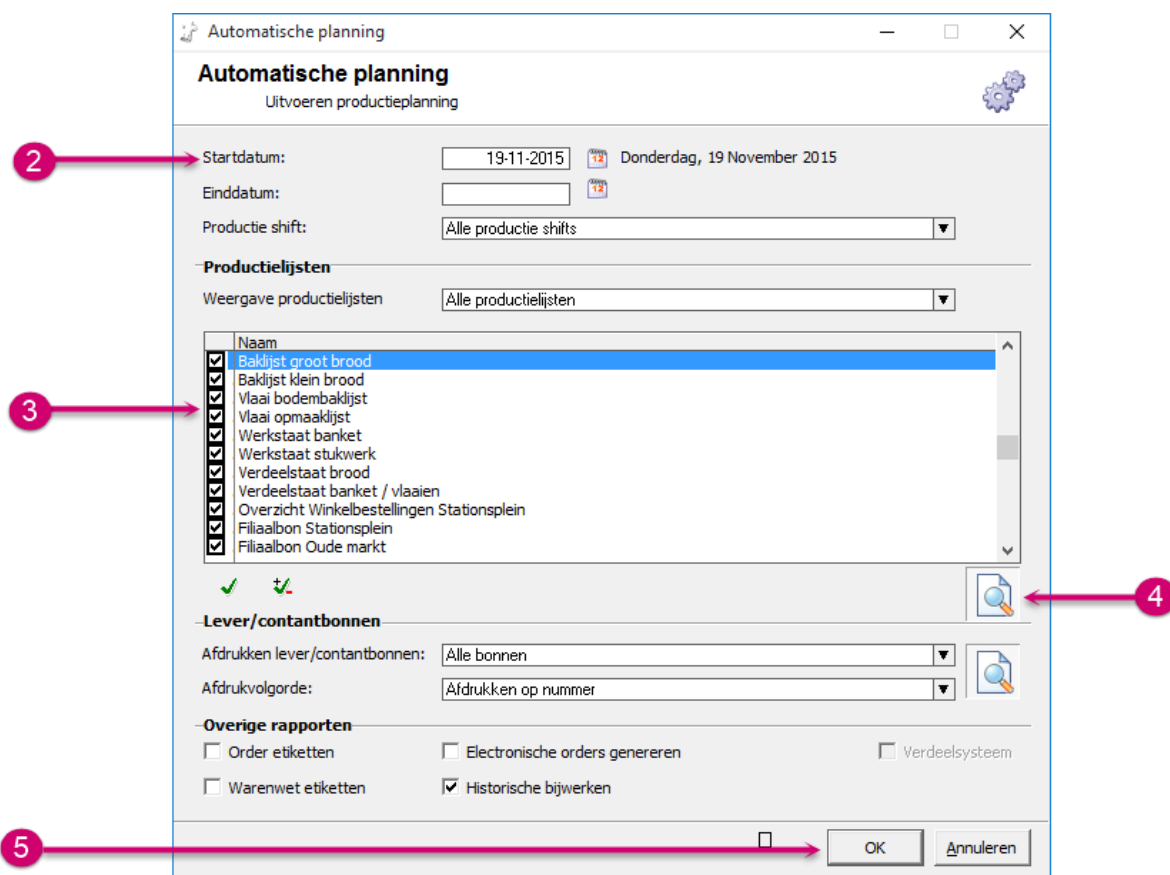 Automatische planning
Automatische planning
Uitvoeren productieplanning
2
Startdatum: 19-11-2015 12 Donderdag, 19 November 2015
Einddatum: 12
Productie shift: Alle productie shifts
Productielijsten
Weergave productielijsten Alle productielijsten
Naam
Baklijst groot brood
Baklijst klein brood
Vlaai bodembaklijst
3
Vlaai opmaaklijst
Werkstaat banket
Werkstaat stukwerk
Verdeelstaat brood
Verdeelstaat banket / vlaaien
Overzicht Winkelbestellingen Stationsplein
Filiaalbon Stationsplein
Filiaalbon Oude markt
4
Lever/contantbonnen
Afdrukken lever/contantbonnen: Alle bonnen
Afdrukvolgorde: Afdrukken op nummer
Overige rapporten
Order etiketten Electronische orders genereren Verdeelsysteem
Warenwet etiketten Historische bijwerken
5
OK Annuleren